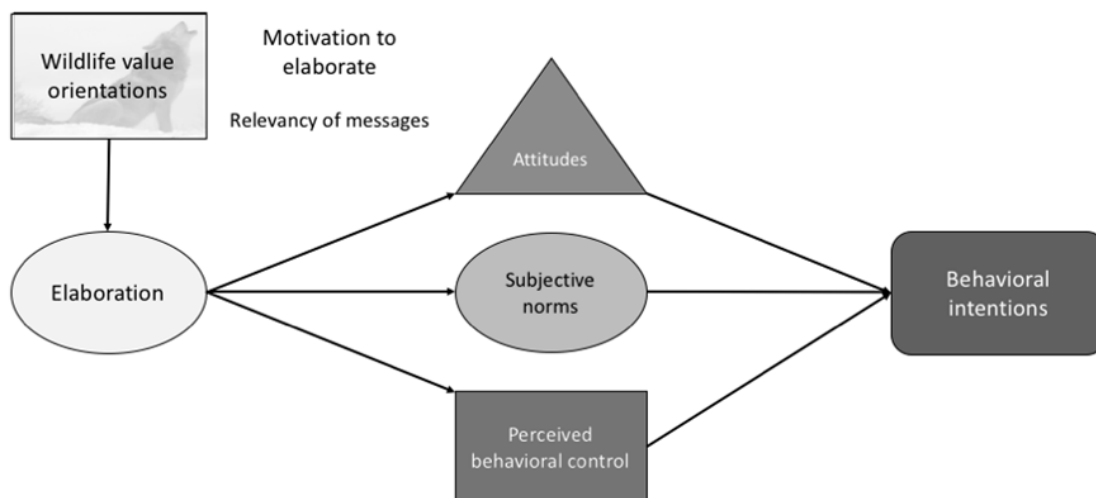 Wildlife value
orientations
Motivation to
elaborate
Relevancy of messages
Attitudes
Elaboration
Subjective
norms
Behavioral
intentions
Perceived
behavioral control